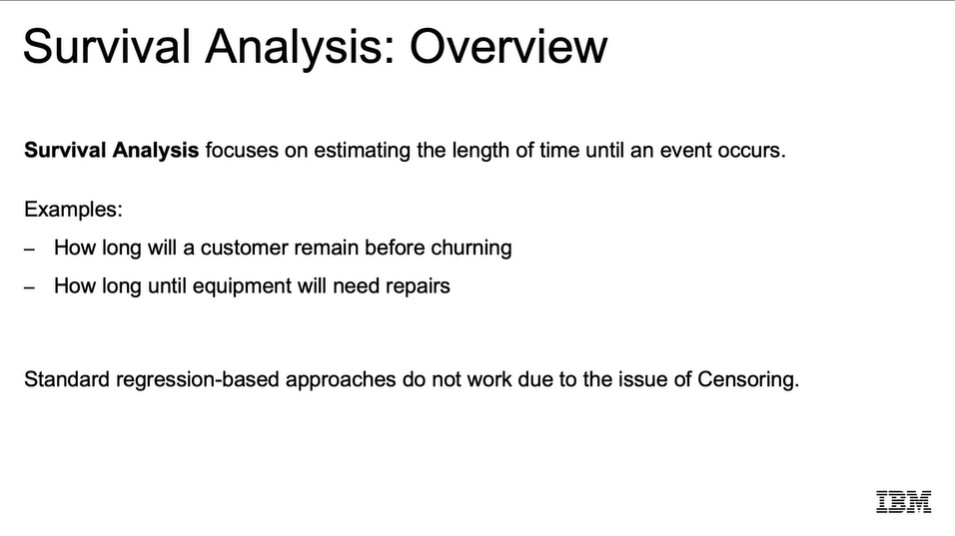 Survival Analysis: Overview
Survival Analysis focuses on estimating the length of time until an event occurs.
Examples:
– How long will a customer remain before churning
– How long until equipment will need repairs
Standard regression-based approaches do not work due to the issue of Censoring.
IBM